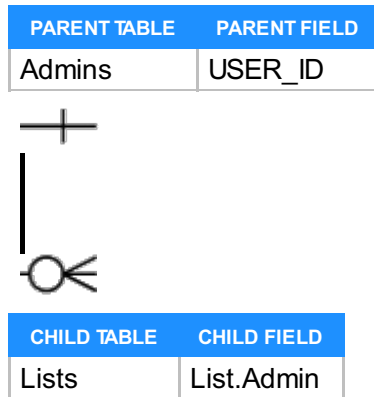 PARENT TABLE PARENT FIELD
Admins USER_ID
CHILD TABLE CHILD FIELD
Lists List.Admin